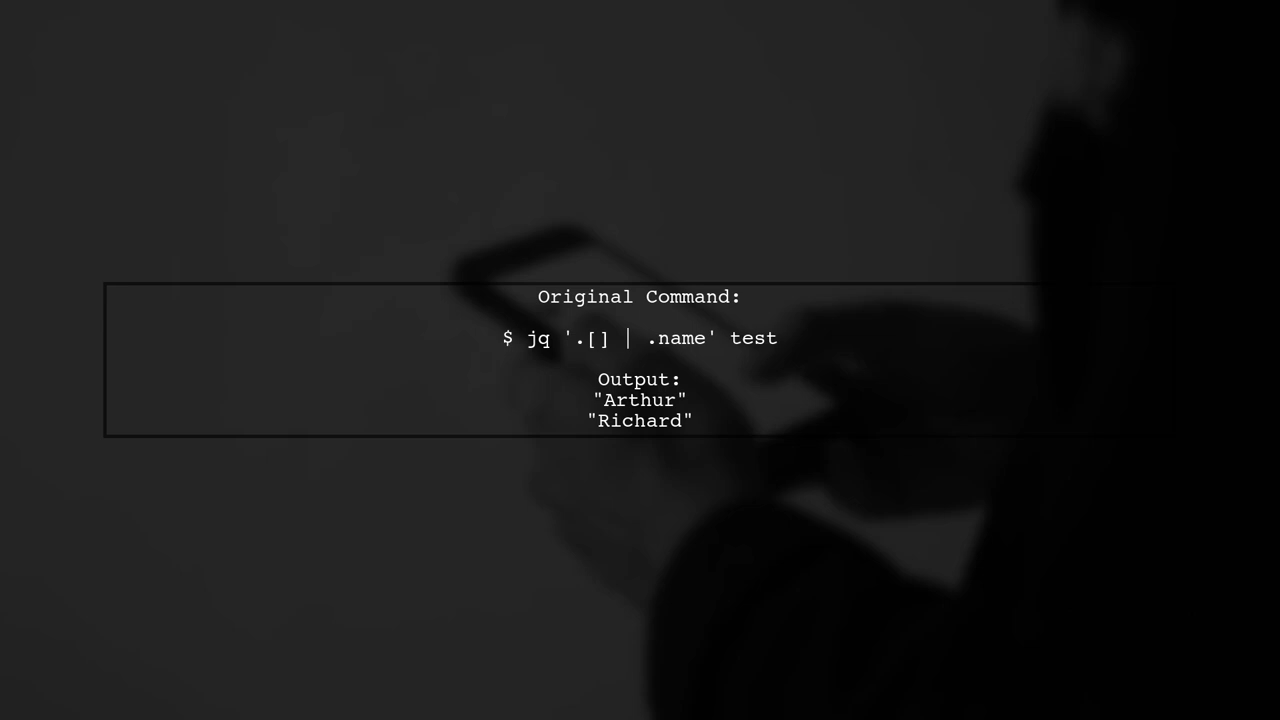 Original Command:
$ jq '.[] | .name' test
Output:
"Arthur"
"Richard"